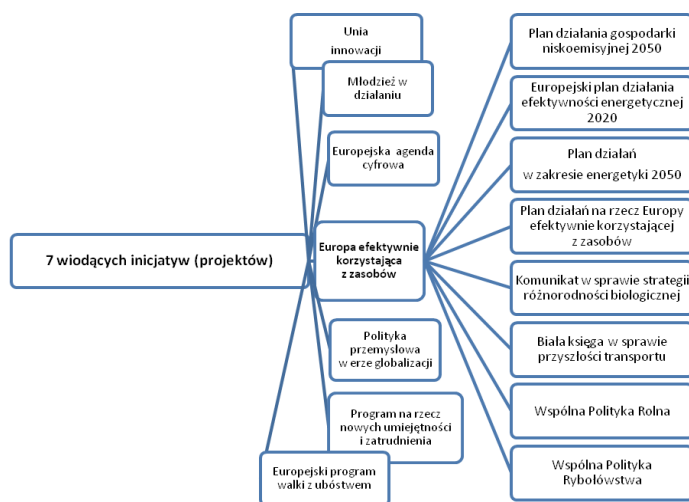 7 wiodących inicjatyw (projektów)
Unia
innowacji
Młodzież w
działaniu
Europejska agenda
cyfrowa
Europa efektywnie
korzystająca
z zasobów
Polityka
przemysłowa
w erze globalizacji
Program na rzecz
nowych umiejętności
i zatrudnienia
Europejski program
walki z ubóstwem
Plan działania gospodarki
niskoemisyjnej 2050
Europejski plan działania
efektywności energetycznej
2020
Plan działań
w zakresie energetyki 2050
Plan działań na rzecz Europy
efektywnie korzystającej
z zasobów
Komunikat w sprawie strategii
różnorodności biologicznej
Biała księga w sprawie
przyszłości transportu
Wspólna Polityka Rolna
Wspólna Polityka
Rybołówstwa